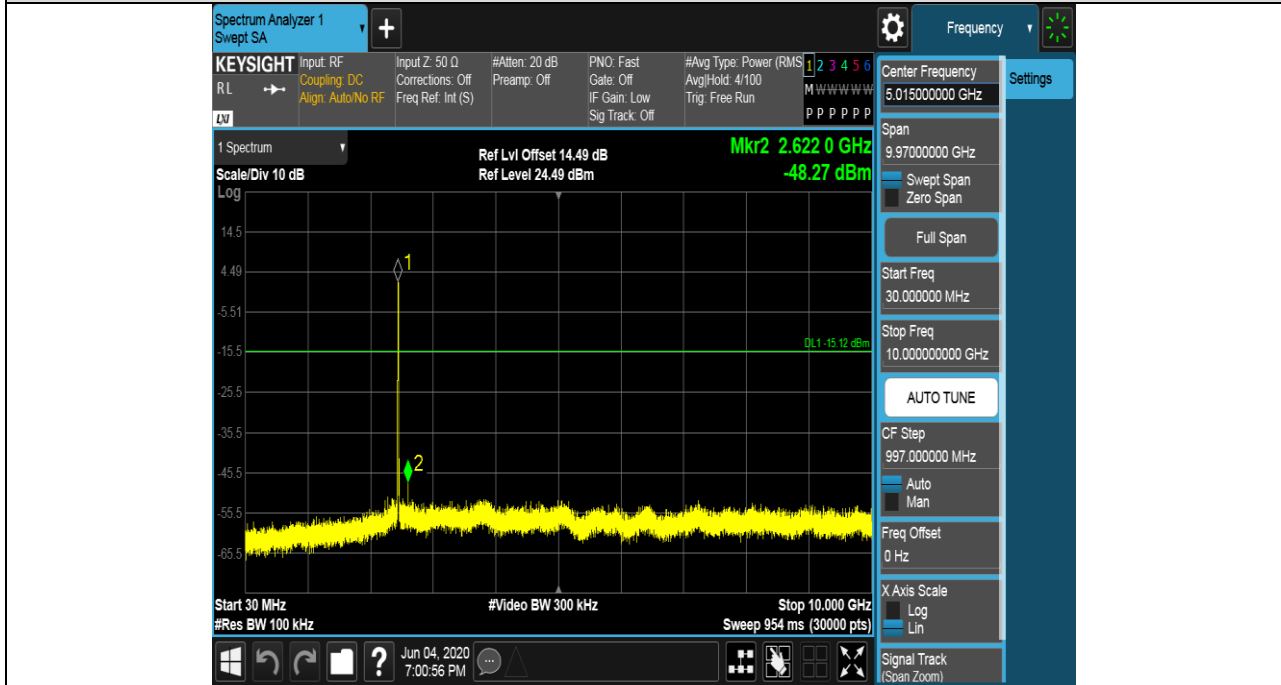 Spectrum Analyzer 1
Swept SA
Frequency
KEYSIGHT
RL
LXI
Input: RF
Coupling: DC
Align: Auto/No RF
Input Z: 50 Ω
Corrections: Off
Freq Ref: Int (S)
#Atten: 20 dB
Preamp: Off
PNO: Fast
Gate: Off
IF Gain: Low
Sig Track: Off
#Avg Type: Power (RMS
Avg|Hold: 4/100
Trig: Free Run
1 2 3 4 5 6
M W W W W W
P P P P P P
1 Spectrum
Scale/Div 10 dB
Ref Lvl Offset 14.49 dB
Ref Level 24.49 dBm
Mkr2 2.622 0 GHz
-48.27 dBm
Log
14.5
4.49
-5.51
-15.5
-25.5
-35.5
-45.5
-55.5
-65.5
1
2
DL1 -15.12 dBm
Start 30 MHz
#Res BW 100 kHz
#Video BW 300 kHz
Stop 10.000 GHz
Sweep 954 ms (30000 pts)
Jun 04, 2020
7:00:56 PM
Center Frequency
5.015000000 GHz
Span
9.97000000 GHz
Swept Span
Zero Span
Full Span
Start Freq
30.000000 MHz
Stop Freq
10.000000000 GHz
AUTO TUNE
CF Step
997.000000 MHz
Auto
Man
Freq Offset
0 Hz
X Axis Scale
Log
Lin
Signal Track
(Span Zoom)
Settings